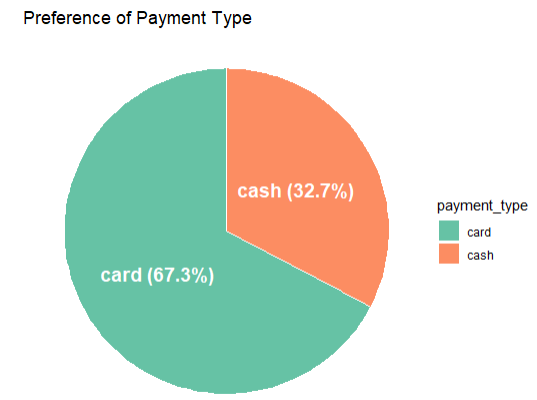 Preference of Payment Type
cash (32.7%)
card (67.3%)
payment_type
card
cash